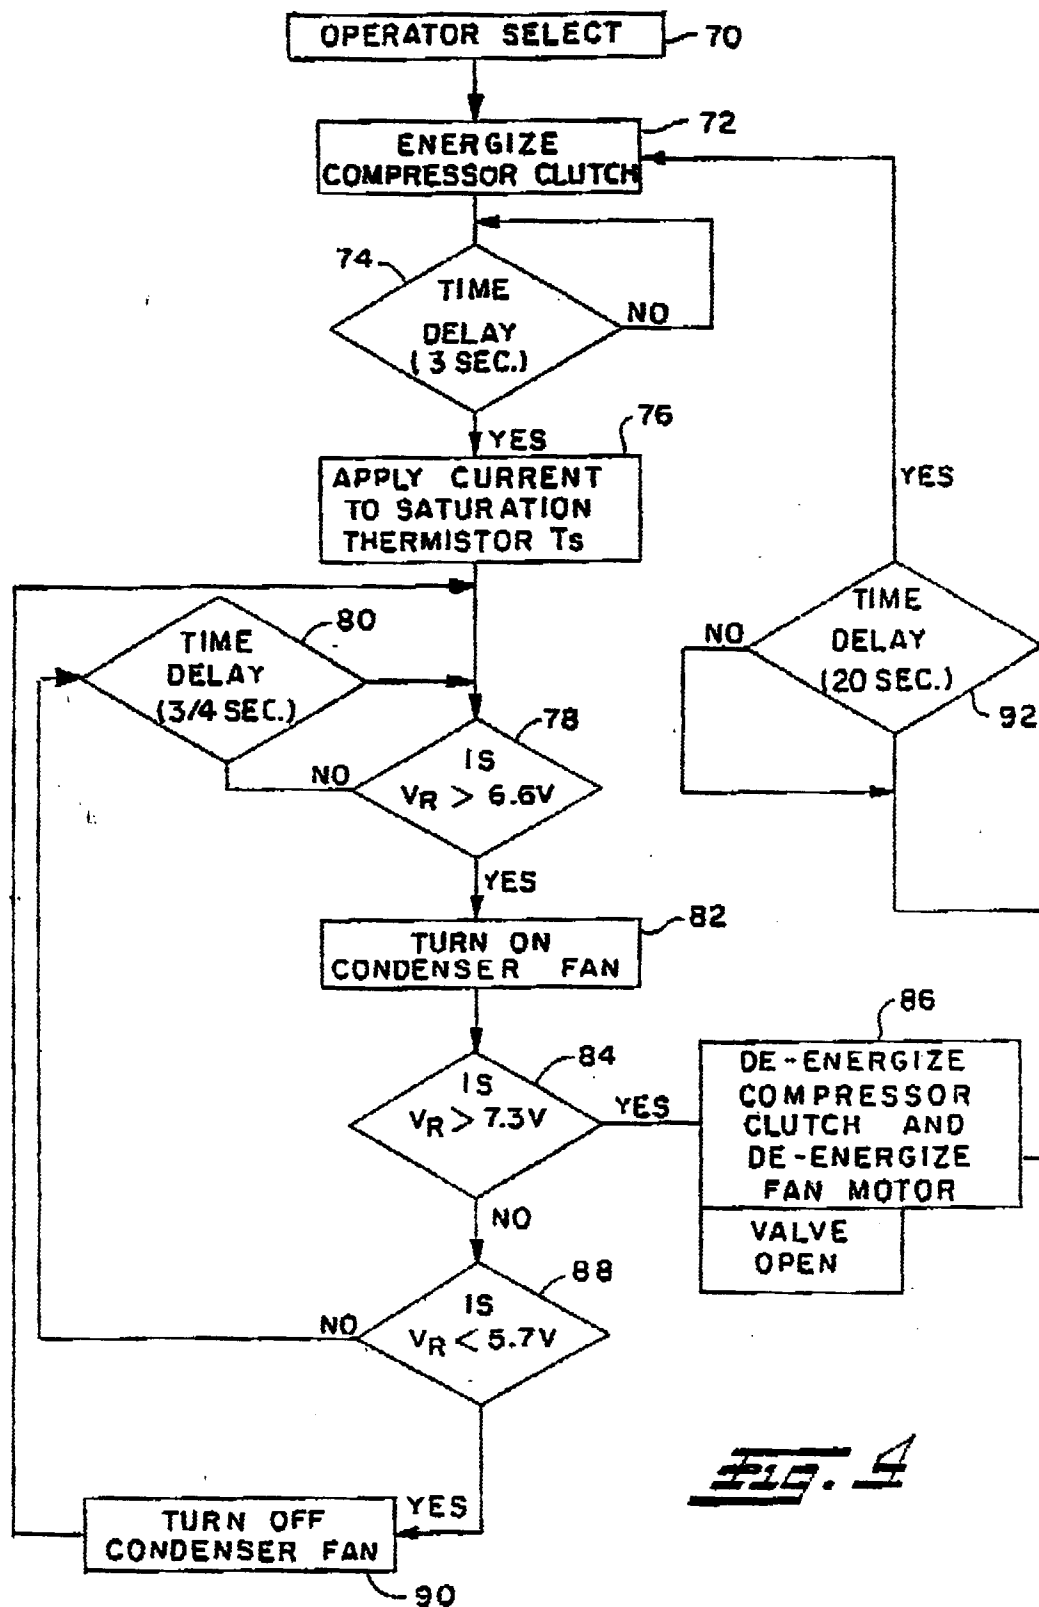 OPERATOR SELECT
70
ENERGIZE
COMPRESSOR CLUTCH
72
74
TIME
DELAY
(3 SEC.)
NO
YES
76
APPLY CURRENT
TO SATURATION
THERMISTOR Ts
YES
TIME
DELAY
(20 SEC.)
NO
92
80
TIME
DELAY
(3/4 SEC.)
78
IS
VR > 6.6V
NO
YES
82
TURN ON
CONDENSER FAN
84
IS
VR > 7.3V
YES
NO
86
DE-ENERGIZE
COMPRESSOR
CLUTCH AND
DE-ENERGIZE
FAN MOTOR
VALVE
OPEN
88
IS
VR < 5.7V
NO
YES
TURN OFF
CONDENSER FAN
90
Fig. 4